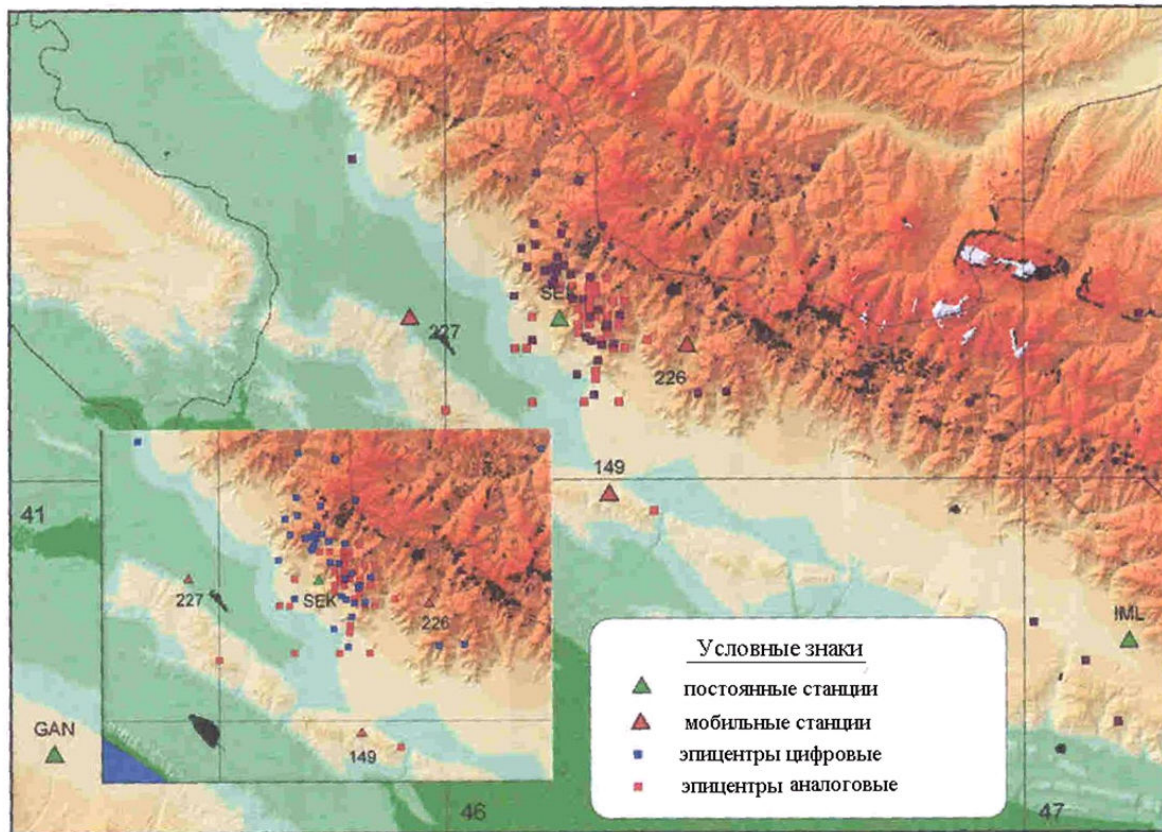 SEK
227
226
149
41
IML
227
SEK
226
GAN
149
46
47
Условные знаки
постоянные станции
мобильные станции
эпицентры цифровые
эпицентры аналоговые